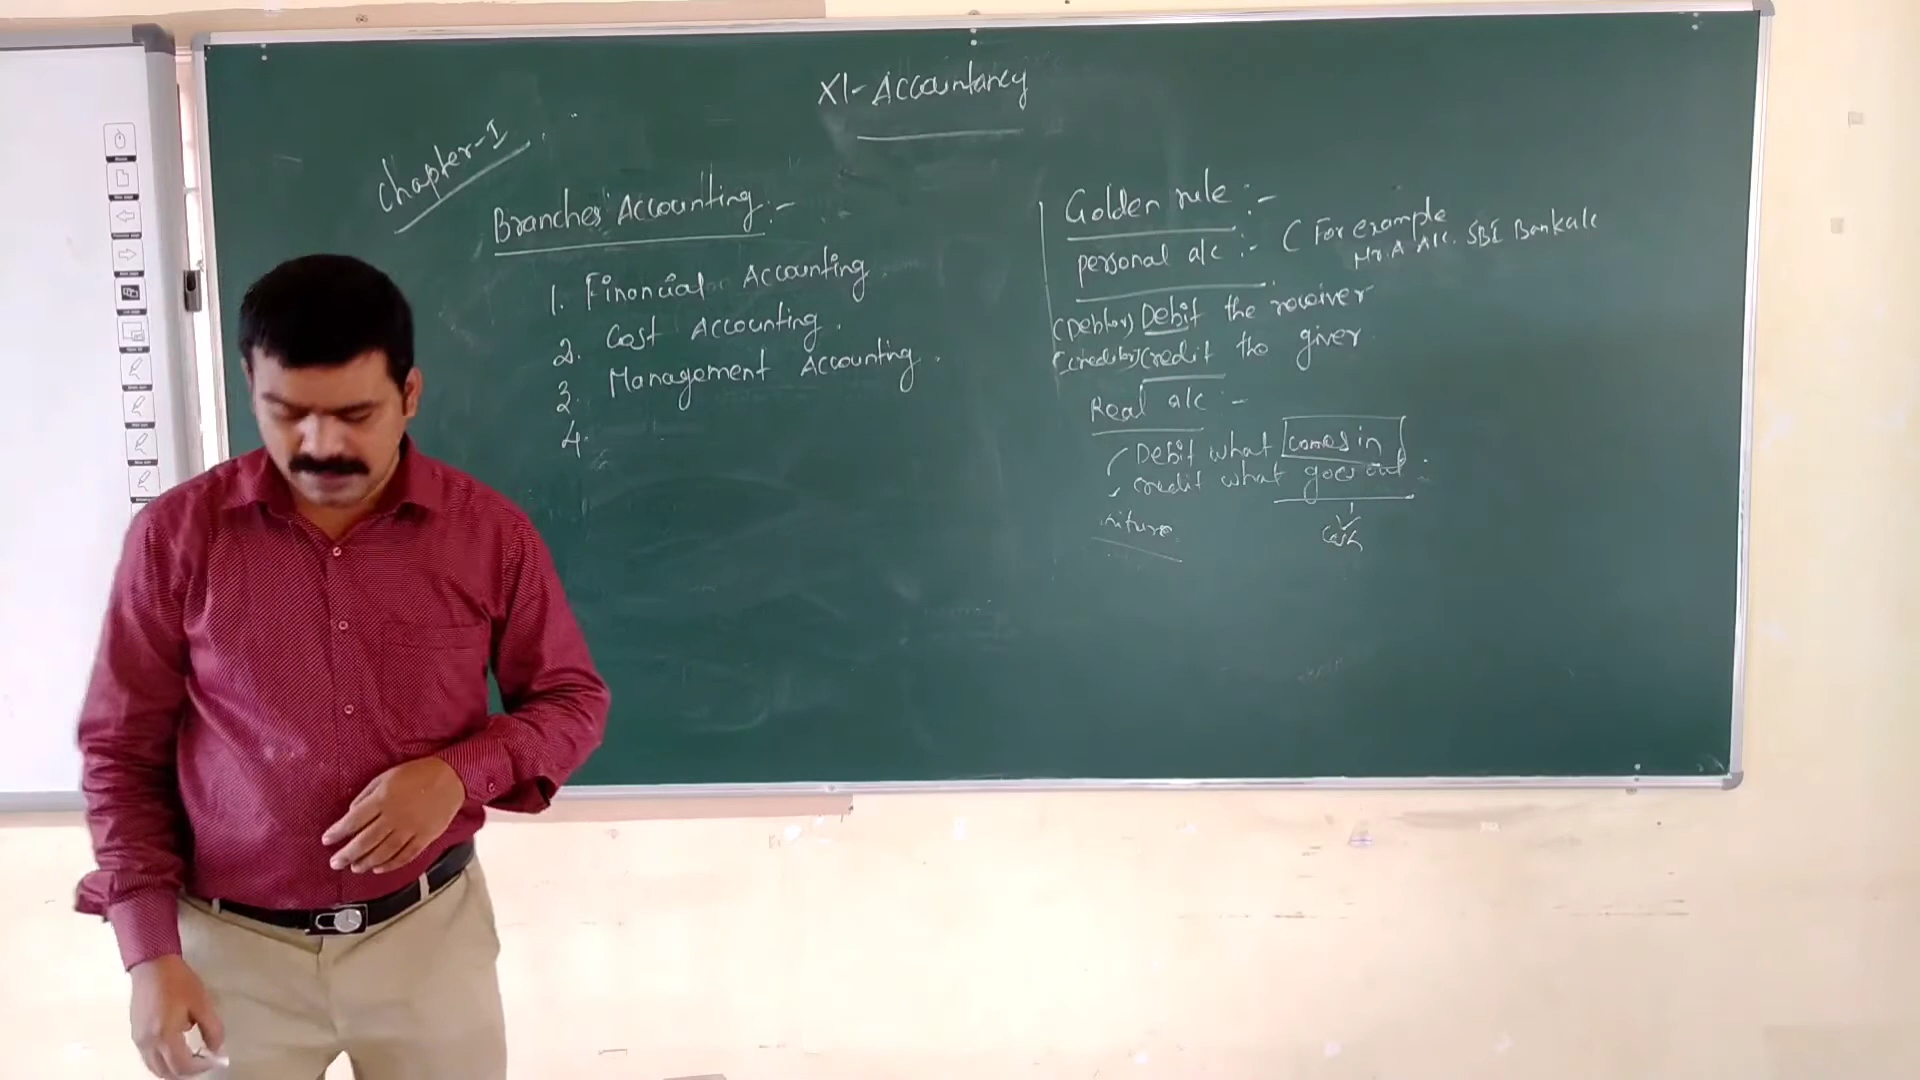 XI-Accountancy
Chapter-I
Branches Accounting:-
1. Financial Accounting.
2. Cost Accounting.
3. Management Accounting.
4.
Golden rule :-
personal a/c :- ( For example
Mr. A A/c. SBI Bank a/c
(Debtor) Debit the receiver
(creditor) Credit the giver
Real a/c :-
Debit what comes in
credit what goes out
niture
Cash